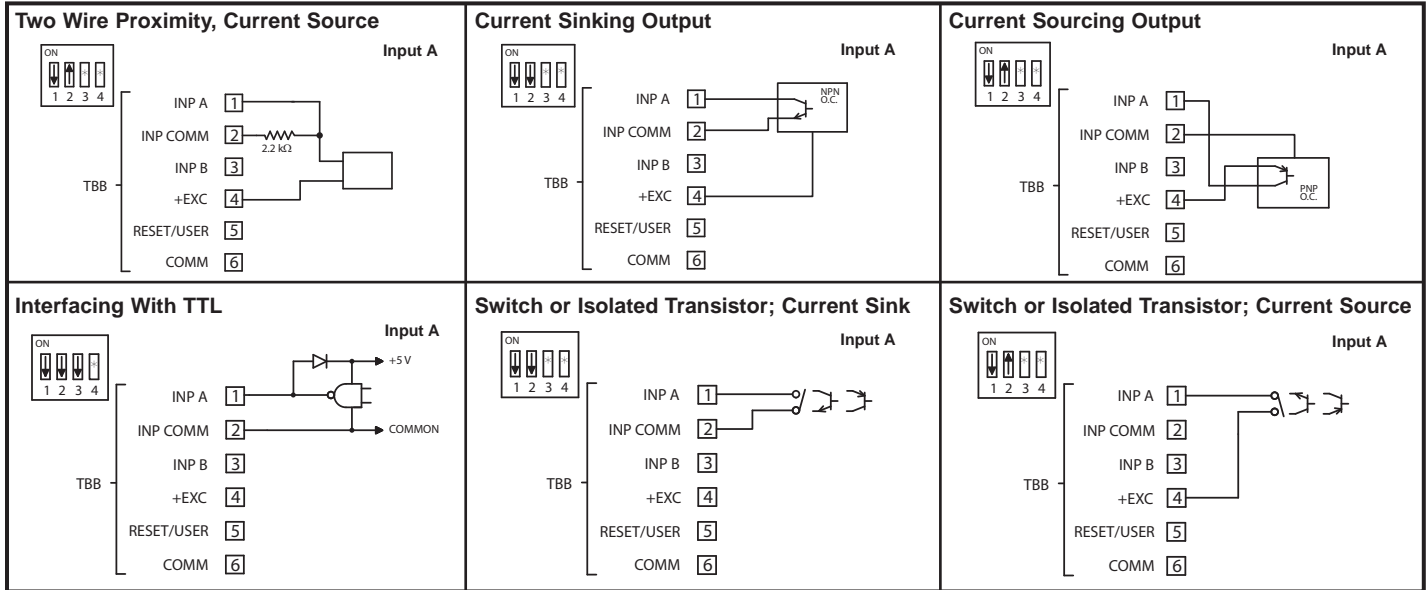 Two Wire Proximity, Current Source
Input A
ON
* *
1 2 3 4
INP A 1
INP COMM 2
2.2 kΩ
INP B 3
TBB
+EXC 4
RESET/USER 5
COMM 6
Current Sinking Output
Input A
ON
* *
1 2 3 4
NPN
O.C.
INP A 1
INP COMM 2
INP B 3
TBB
+EXC 4
RESET/USER 5
COMM 6
Current Sourcing Output
Input A
ON
* *
1 2 3 4
INP A 1
INP COMM 2
INP B 3
TBB
+EXC 4
PNP
O.C.
RESET/USER 5
COMM 6
Interfacing With TTL
Input A
ON
*
1 2 3 4
+5 V
INP A 1
INP COMM 2
COMMON
INP B 3
TBB
+EXC 4
RESET/USER 5
COMM 6
Switch or Isolated Transistor; Current Sink
Input A
ON
* *
1 2 3 4
INP A 1
INP COMM 2
INP B 3
TBB
+EXC 4
RESET/USER 5
COMM 6
Switch or Isolated Transistor; Current Source
Input A
ON
* *
1 2 3 4
INP A 1
INP COMM 2
INP B 3
TBB
+EXC 4
RESET/USER 5
COMM 6